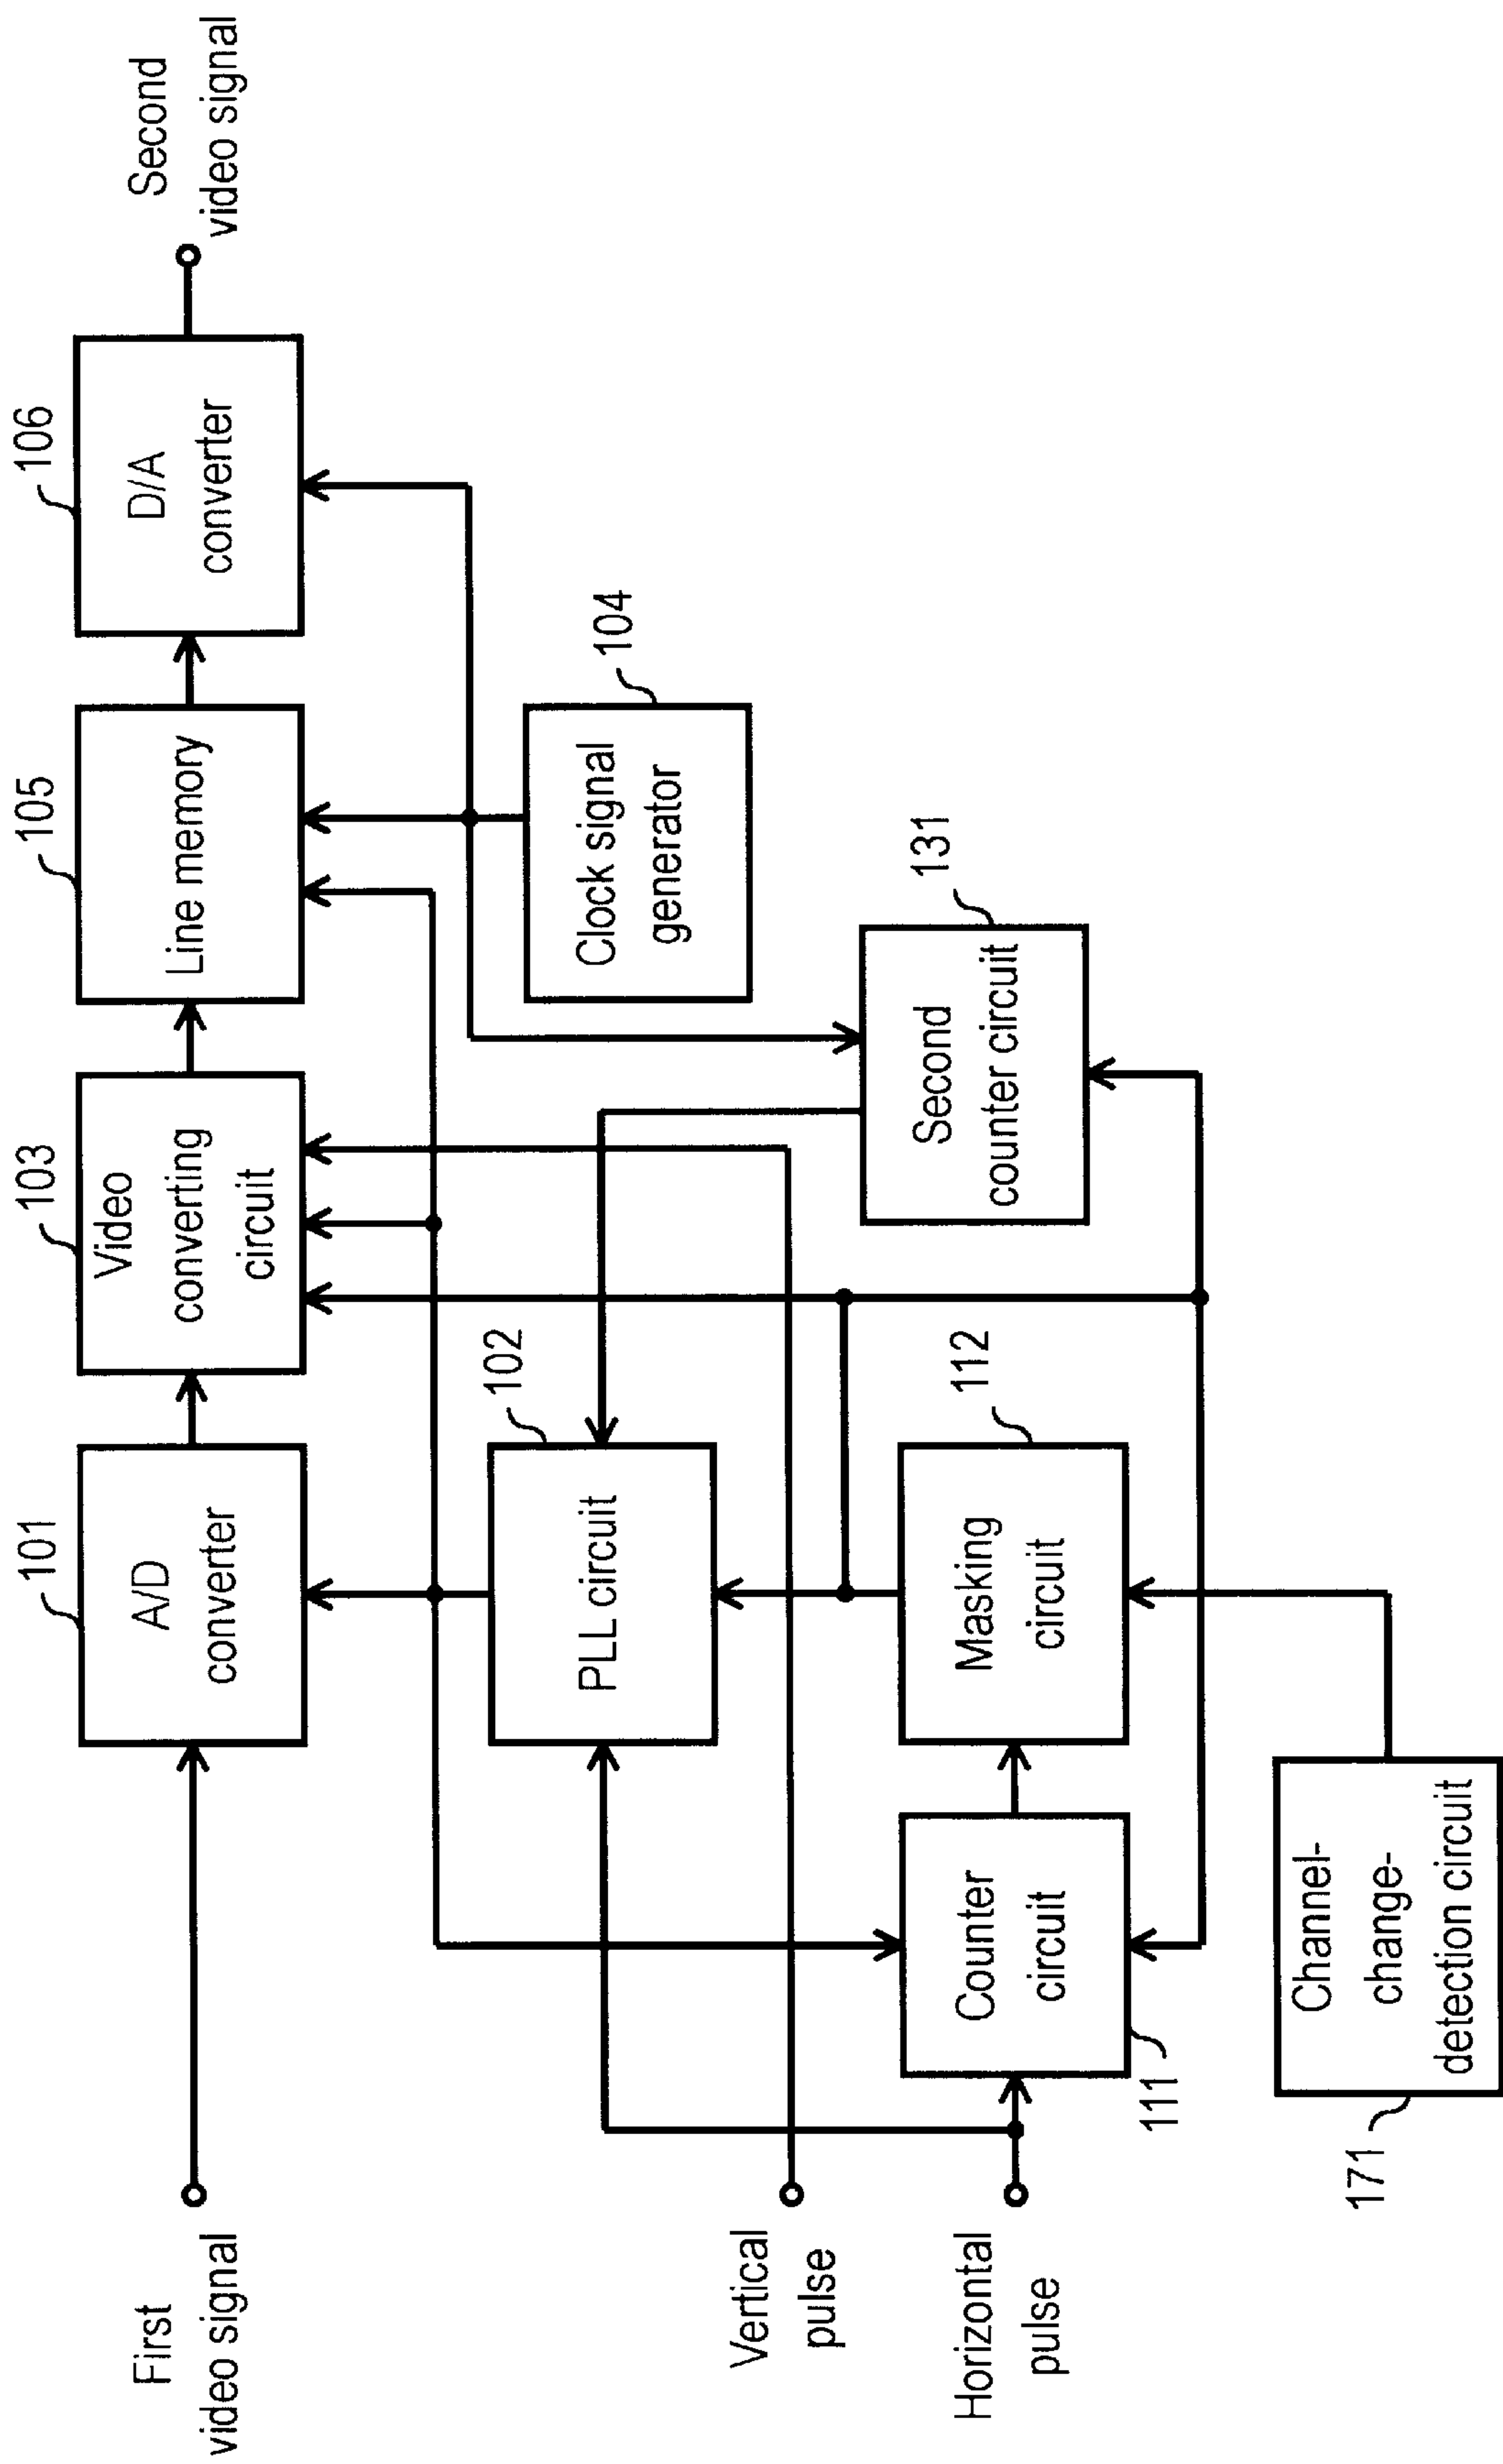 First
video signal
101
A/D
converter
103
Video
converting
circuit
105
Line memory
106
D/A
converter
Second
video signal
102
PLL circuit
104
Clock signal
generator
Vertical
pulse
Horizontal
pulse
111
Counter
circuit
112
Masking
circuit
131
Second
counter circuit
171
Channel-
change-
detection circuit